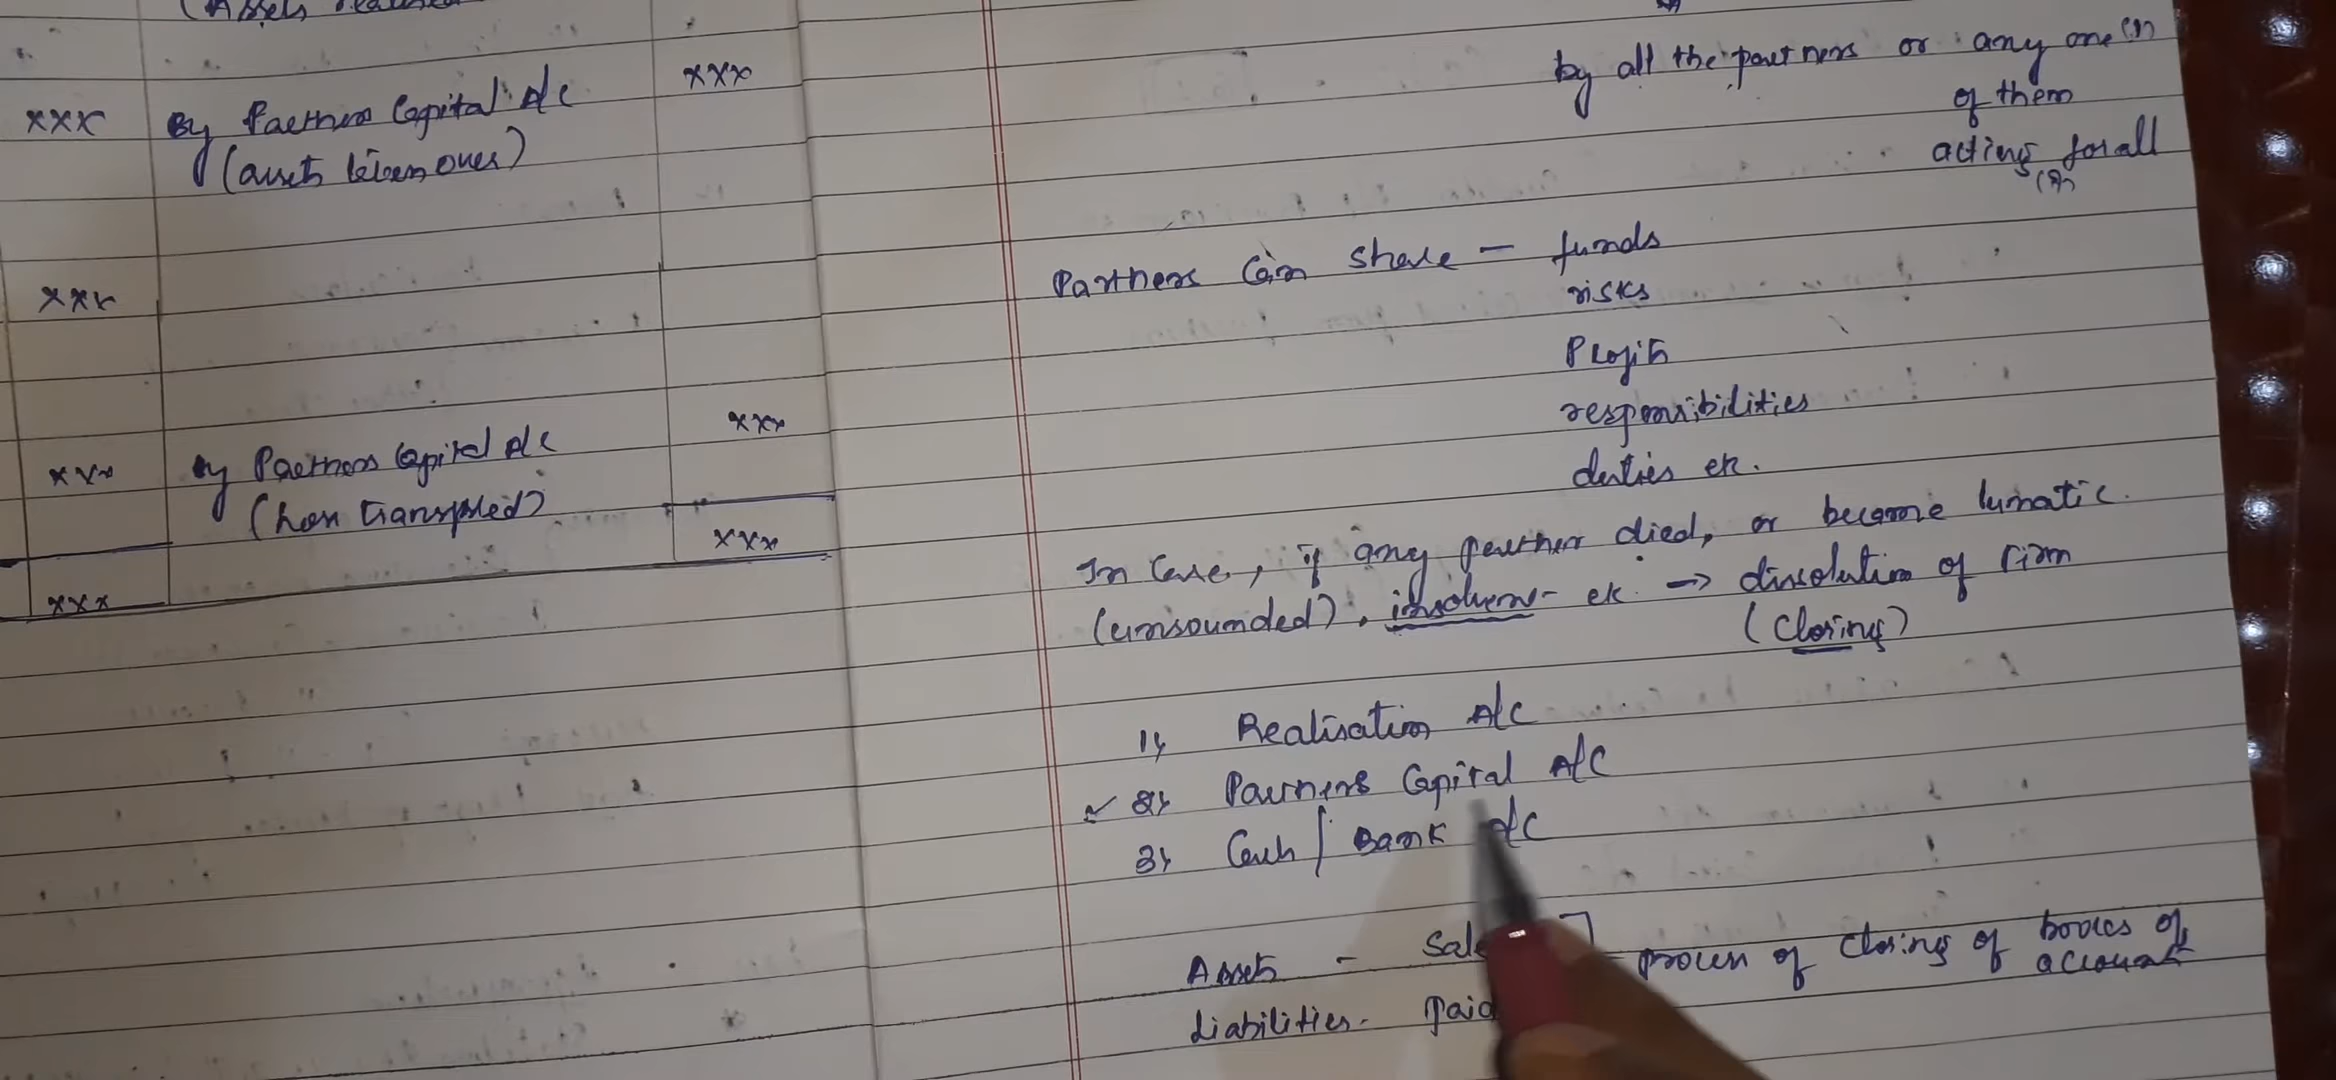 (Assets realised
xxx By Partners Capital A/c xxx
(assets taken over)
xxx
xxx By Partners Capital A/c xxx
(loss transferred)
xxx
xxx
by all the partners or any one (1)
of them
acting for all
Partners Can share - funds
risks
Profits
responsibilities
duties etc.
In Case, if any partner died, or become lunatic.
(unsounded), insolvent etc. → dissolution of firm
(Closing)
1) Realisation A/C
✓ 2) Partners Capital A/C
3) Cash / Bank A/C
Assets - Sale ] process of closing of books of
accounts
Liabilities - Paid